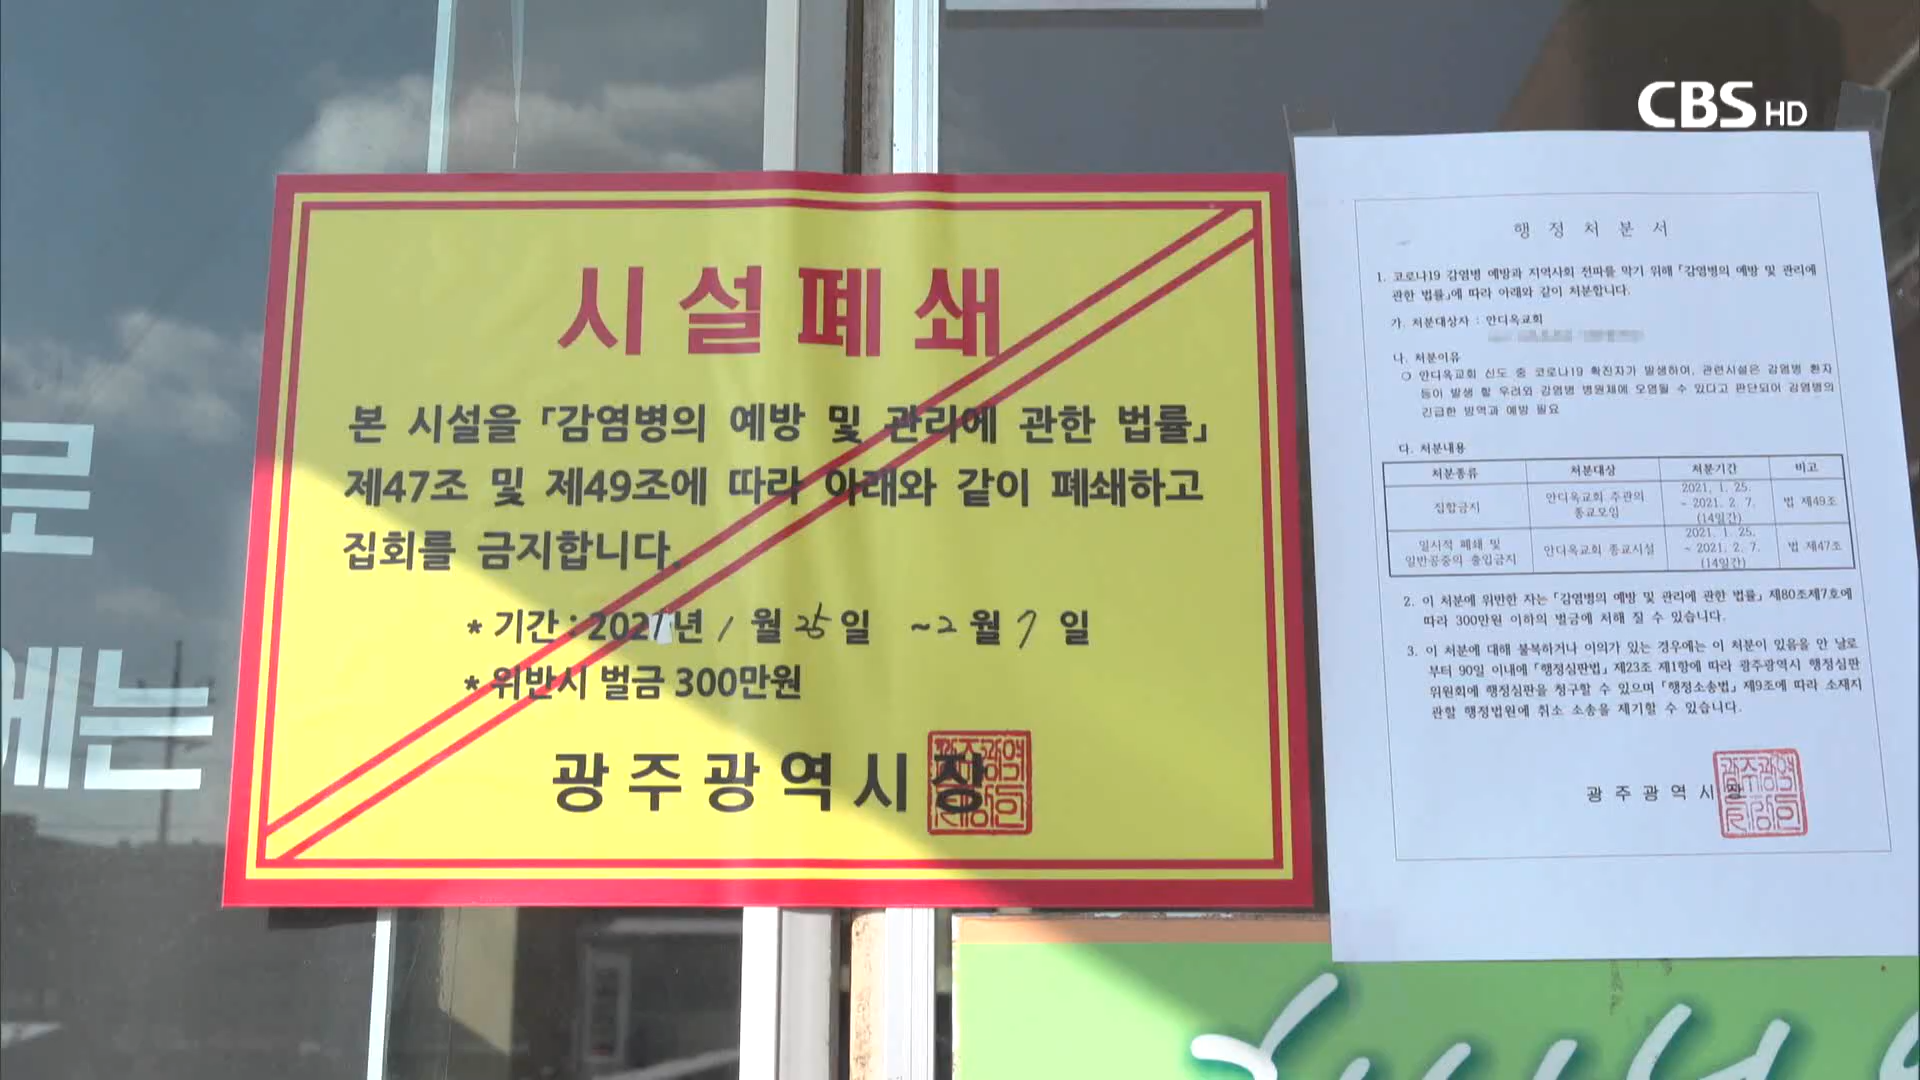 CBS HD
로
에는
시설폐쇄
본 시설을 「감염병의 예방 및 관리에 관한 법률」
제47조 및 제49조에 따라 아래와 같이 폐쇄하고
집회를 금지합니다.
* 기간 : 2021년 1월 25일 ~2월 7일
* 위반시 벌금 300만원
광주광역시장
행정처분서
1. 코로나19 감염병 예방과 지역사회 전파를 막기 위해 「감염병의 예방 및 관리에
관한 법률」에 따라 아래와 같이 처분합니다.
가. 처분대상자 : 안디옥교회
나. 처분이유
○ 안디옥교회 신도 중 코로나19 확진자가 발생하여, 관련시설은 감염병 환자
등이 발생 할 우려와 감염병 병원체에 오염될 수 있다고 판단되어 감염병의
긴급한 방역과 예방 필요
다. 처분내용
처분종류 처분대상 처분기간 비고
집합금지 안디옥교회 주관의 종교모임 2021. 1. 25. ~ 2021. 2. 7. (14일간) 법 제49조
일시적 폐쇄 및 일반공중의 출입금지 안디옥교회 종교시설 2021. 1. 25. ~ 2021. 2. 7. (14일간) 법 제47조
2. 이 처분에 위반한 자는 「감염병의 예방 및 관리에 관한 법률」 제80조제7호에
따라 300만원 이하의 벌금에 처해 질 수 있습니다.
3. 이 처분에 대해 불복하거나 이의가 있는 경우에는 이 처분이 있음을 안 날로
부터 90일 이내에 「행정심판법」 제23조 제1항에 따라 광주광역시 행정심판
위원회에 행정심판을 청구할 수 있으며 「행정소송법」 제9조에 따라 소재지
관할 행정법원에 취소 소송을 제기할 수 있습니다.
광주광역시장